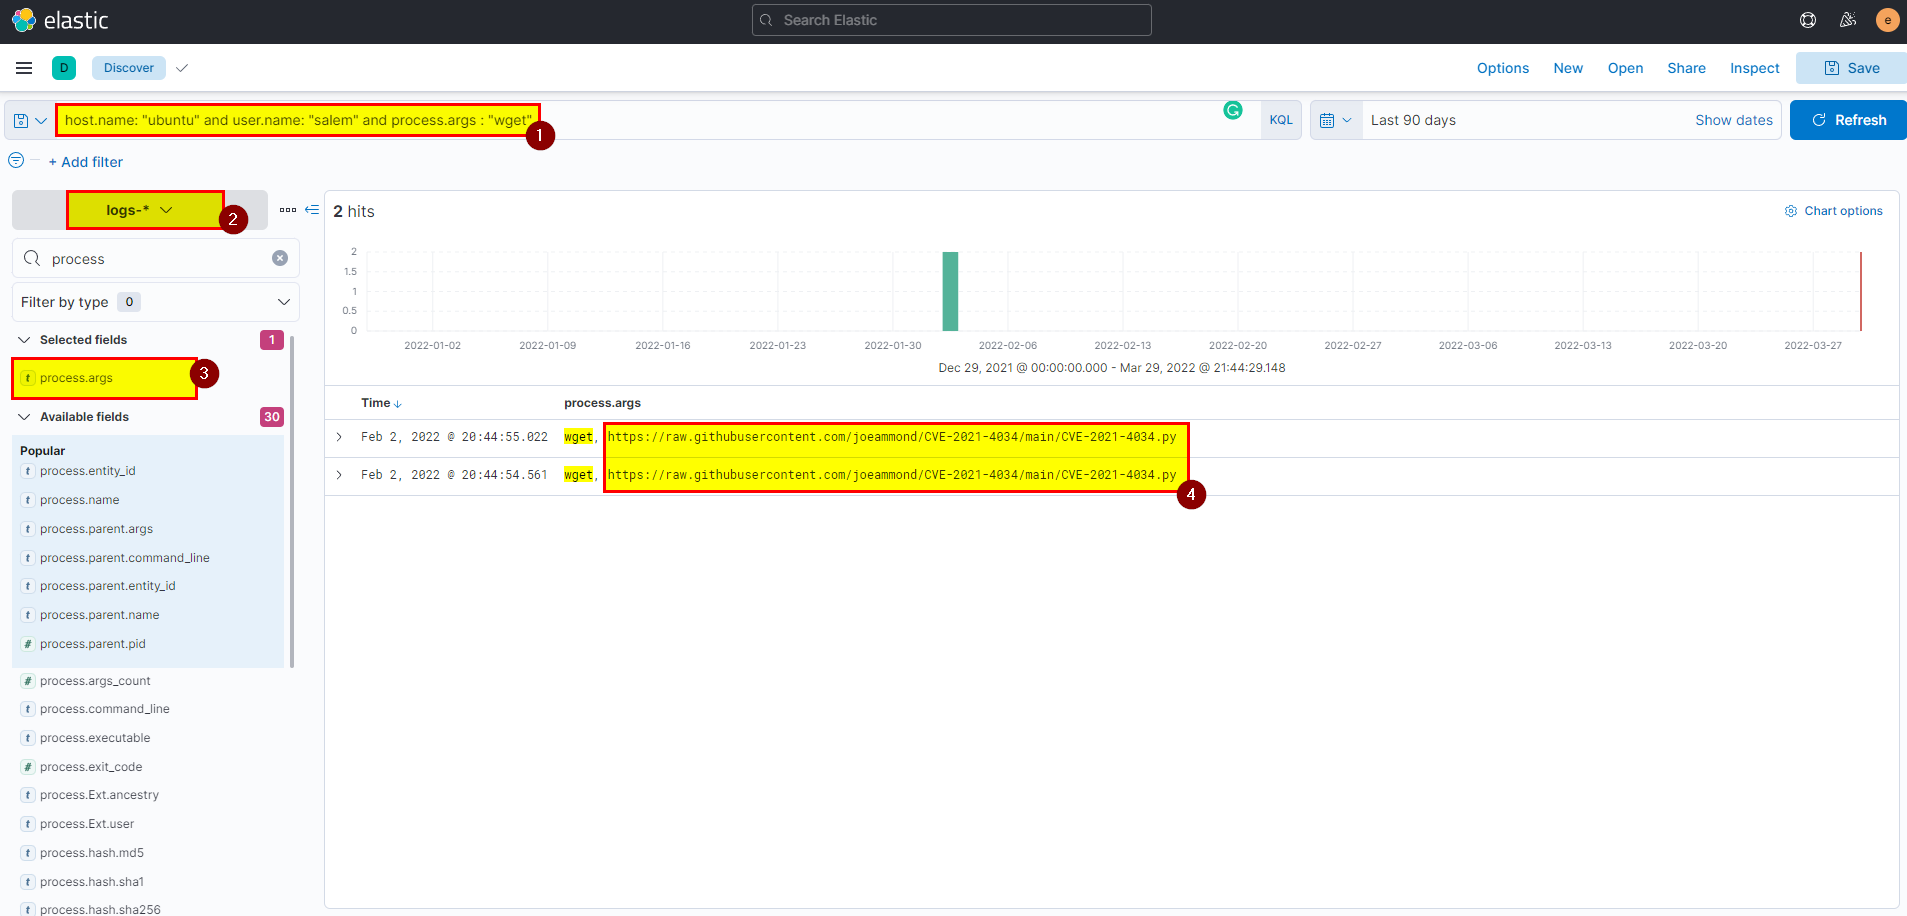 elastic
Search Elastic
e
D
Discover
Options New Open Share Inspect Save
host.name: "ubuntu" and user.name: "salem" and process.args : "wget"
1
KQL
Last 90 days
Show dates
Refresh
+ Add filter
logs-*
2
process
Filter by type 0
Selected fields 1
t process.args
3
Available fields 30
Popular
t process.entity_id
t process.name
t process.parent.args
t process.parent.command_line
t process.parent.entity_id
t process.parent.name
# process.parent.pid
# process.args_count
t process.command_line
t process.executable
# process.exit_code
t process.Ext.ancestry
t process.Ext.user
t process.hash.md5
t process.hash.sha1
t process.hash.sha256
2 hits
Chart options
2
1.5
1
0.5
0
2022-01-02 2022-01-09 2022-01-16 2022-01-23 2022-01-30 2022-02-06 2022-02-13 2022-02-20 2022-02-27 2022-03-06 2022-03-13 2022-03-20 2022-03-27
Dec 29, 2021 @ 00:00:00.000 - Mar 29, 2022 @ 21:44:29.148
Time process.args
Feb 2, 2022 @ 20:44:55.022 wget, https://raw.githubusercontent.com/joeammond/CVE-2021-4034/main/CVE-2021-4034.py
Feb 2, 2022 @ 20:44:54.561 wget, https://raw.githubusercontent.com/joeammond/CVE-2021-4034/main/CVE-2021-4034.py
4